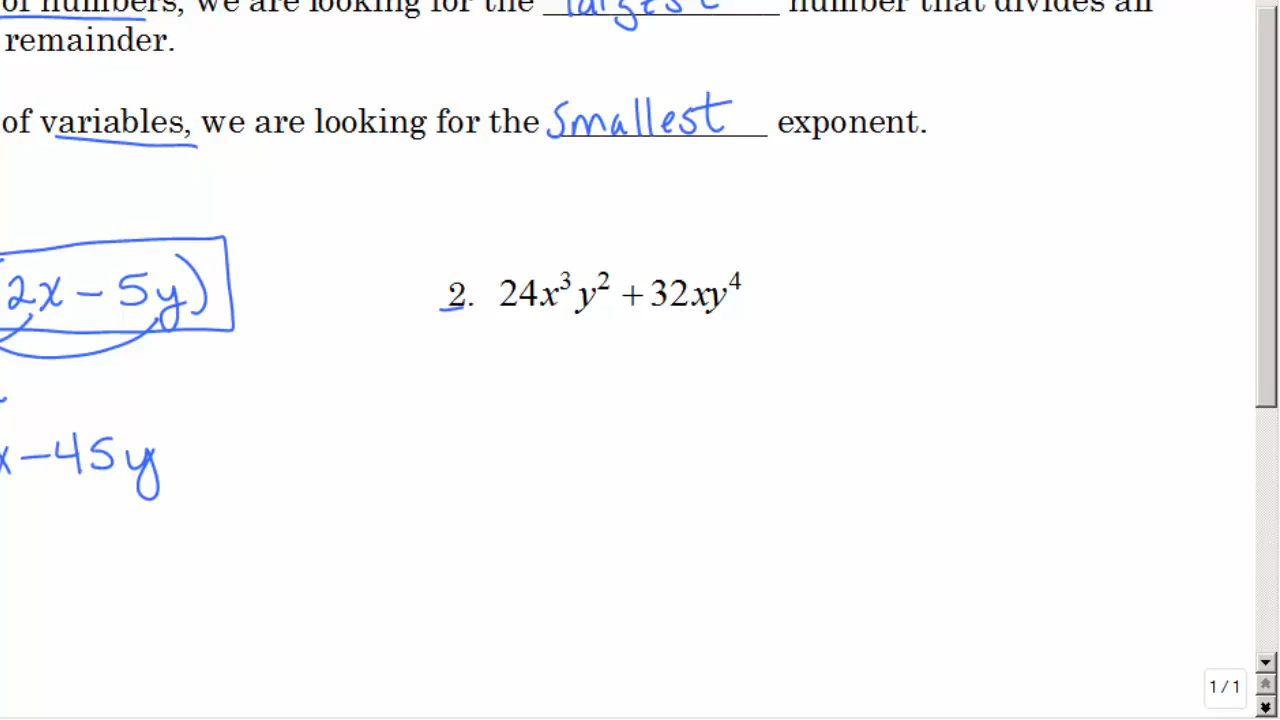 of numbers, we are looking for the largest number that divides all
remainder.
of variables, we are looking for the smallest exponent.
(2x - 5y)
2. 24x³y² + 32xy⁴
x - 45y
1/1